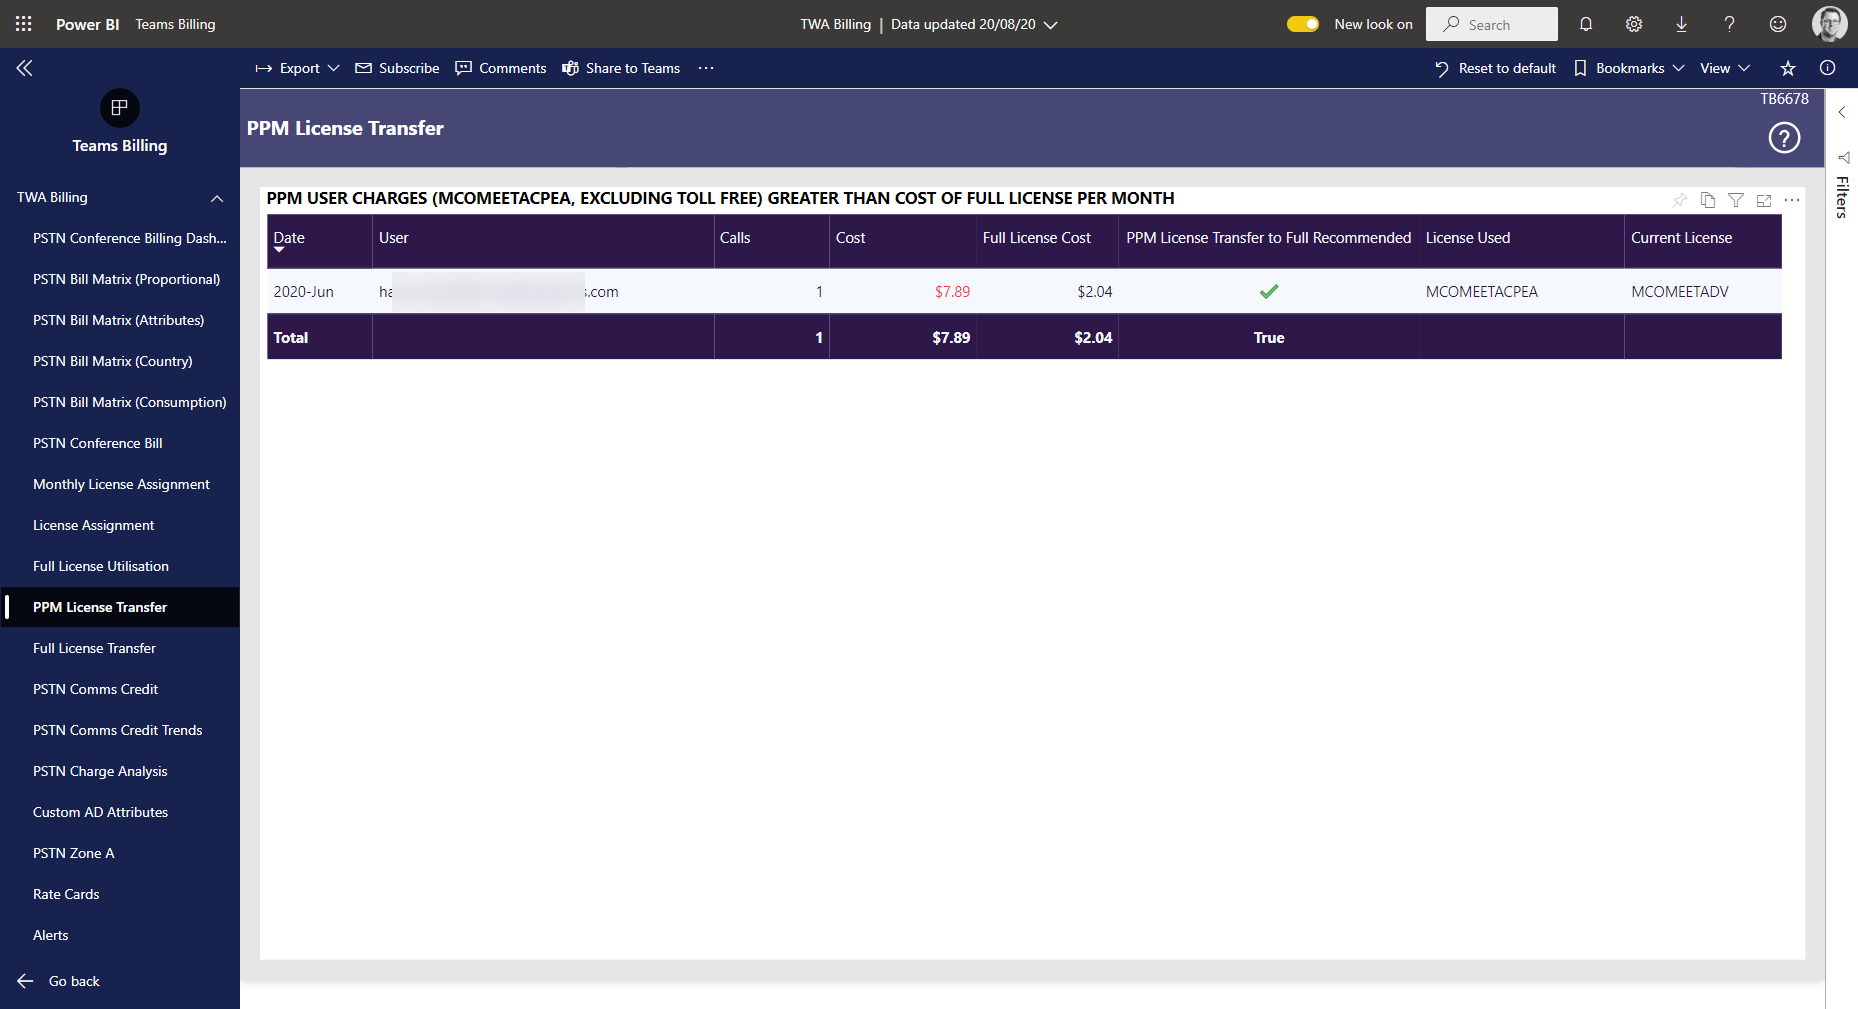 Power BI Teams Billing TWA Billing | Data updated 20/08/20 New look on Search
Export Subscribe Comments Share to Teams ··· Reset to default Bookmarks View
Teams Billing
TWA Billing
PSTN Conference Billing Dash...
PSTN Bill Matrix (Proportional)
PSTN Bill Matrix (Attributes)
PSTN Bill Matrix (Country)
PSTN Bill Matrix (Consumption)
PSTN Conference Bill
Monthly License Assignment
License Assignment
Full License Utilisation
PPM License Transfer
Full License Transfer
PSTN Comms Credit
PSTN Comms Credit Trends
PSTN Charge Analysis
Custom AD Attributes
PSTN Zone A
Rate Cards
Alerts
Go back
TB6678
PPM License Transfer
PPM USER CHARGES (MCOMEETACPEA, EXCLUDING TOLL FREE) GREATER THAN COST OF FULL LICENSE PER MONTH
Date User Calls Cost Full License Cost PPM License Transfer to Full Recommended License Used Current License
2020-Jun ha .com 1 $7.89 $2.04 MCOMEETACPEA MCOMEETADV
Total 1 $7.89 $2.04 True
Filters